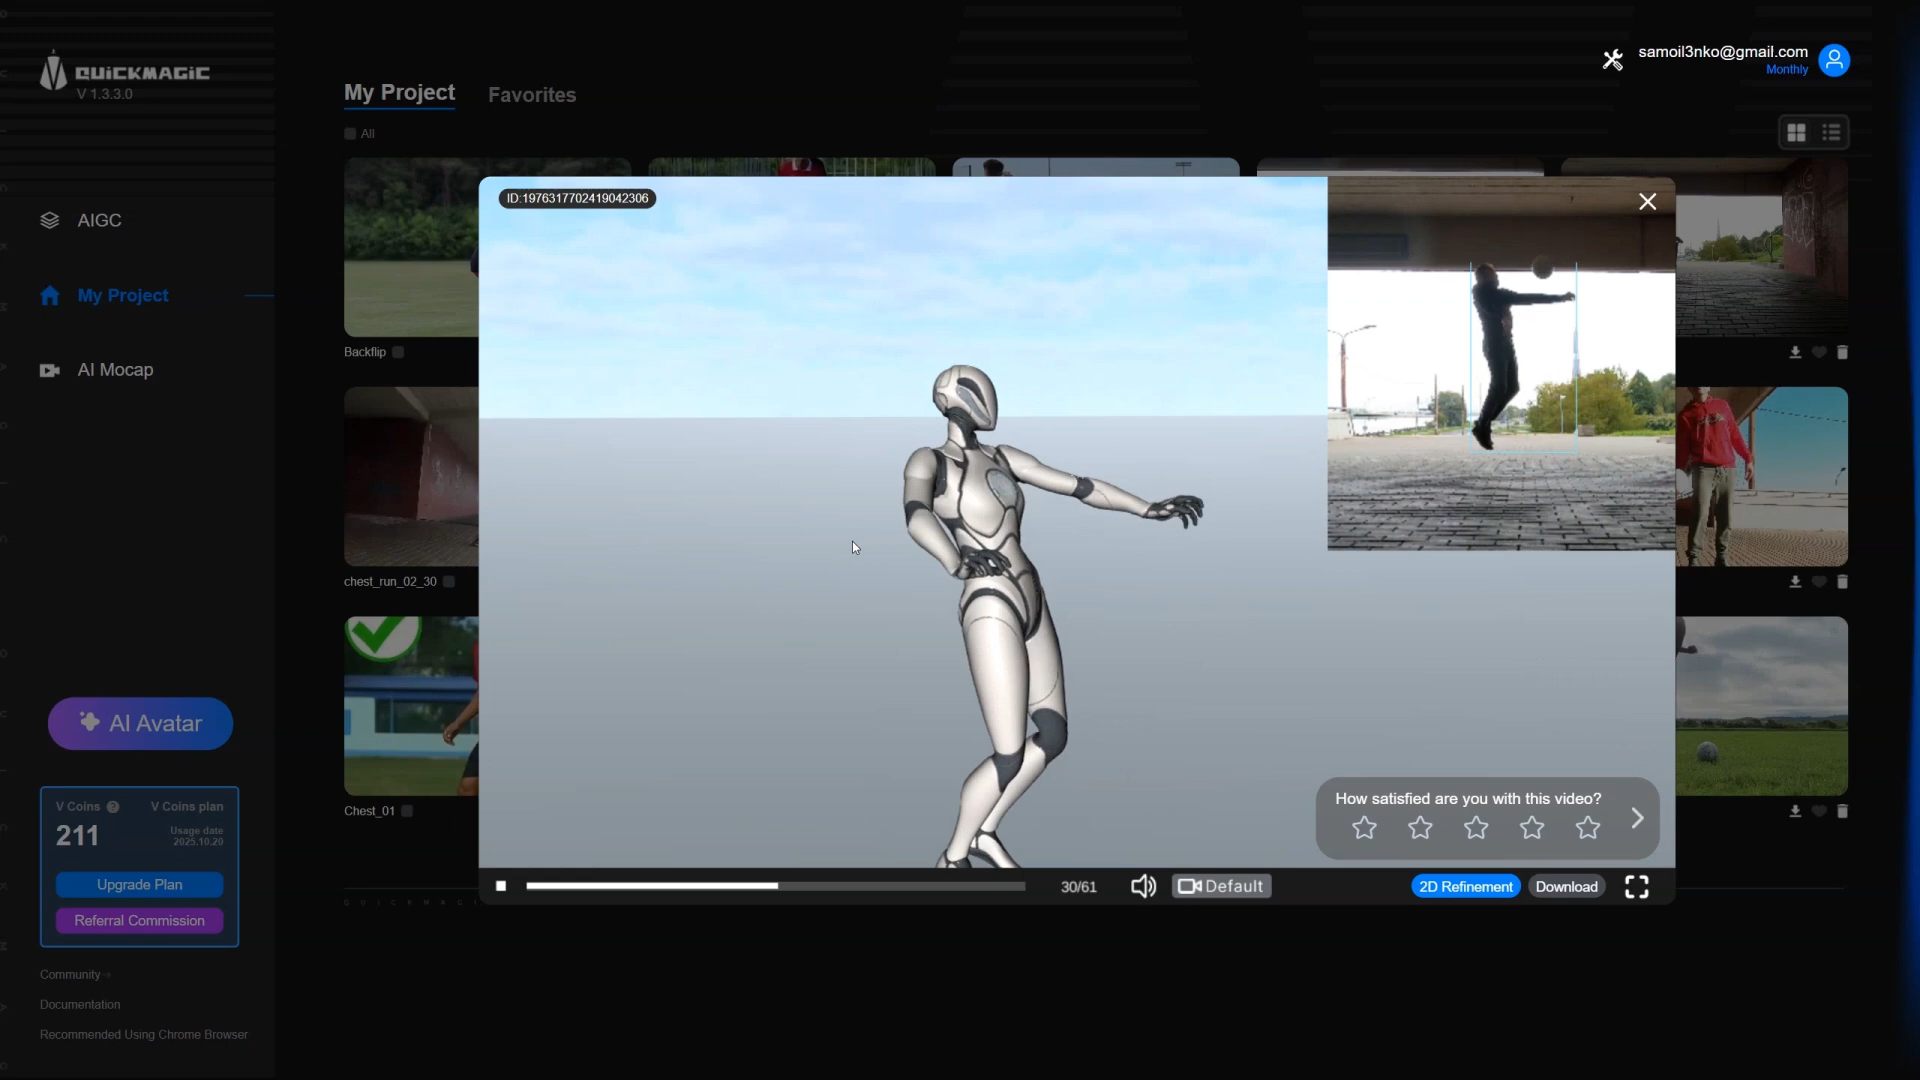 QUICKMAGIC
V 1.3.3.0
samoil3nko@gmail.com
Monthly
My Project
Favorites
All
AIGC
My Project
AI Mocap
ID:1976317702419042306
Backflip
chest_run_02_30
Chest_01
AI Avatar
V Coins ?
V Coins plan
211
Usage date
2025.10.20
Upgrade Plan
Referral Commission
Community
Documentation
Recommended Using Chrome Browser
How satisfied are you with this video?
30/61
Default
2D Refinement
Download